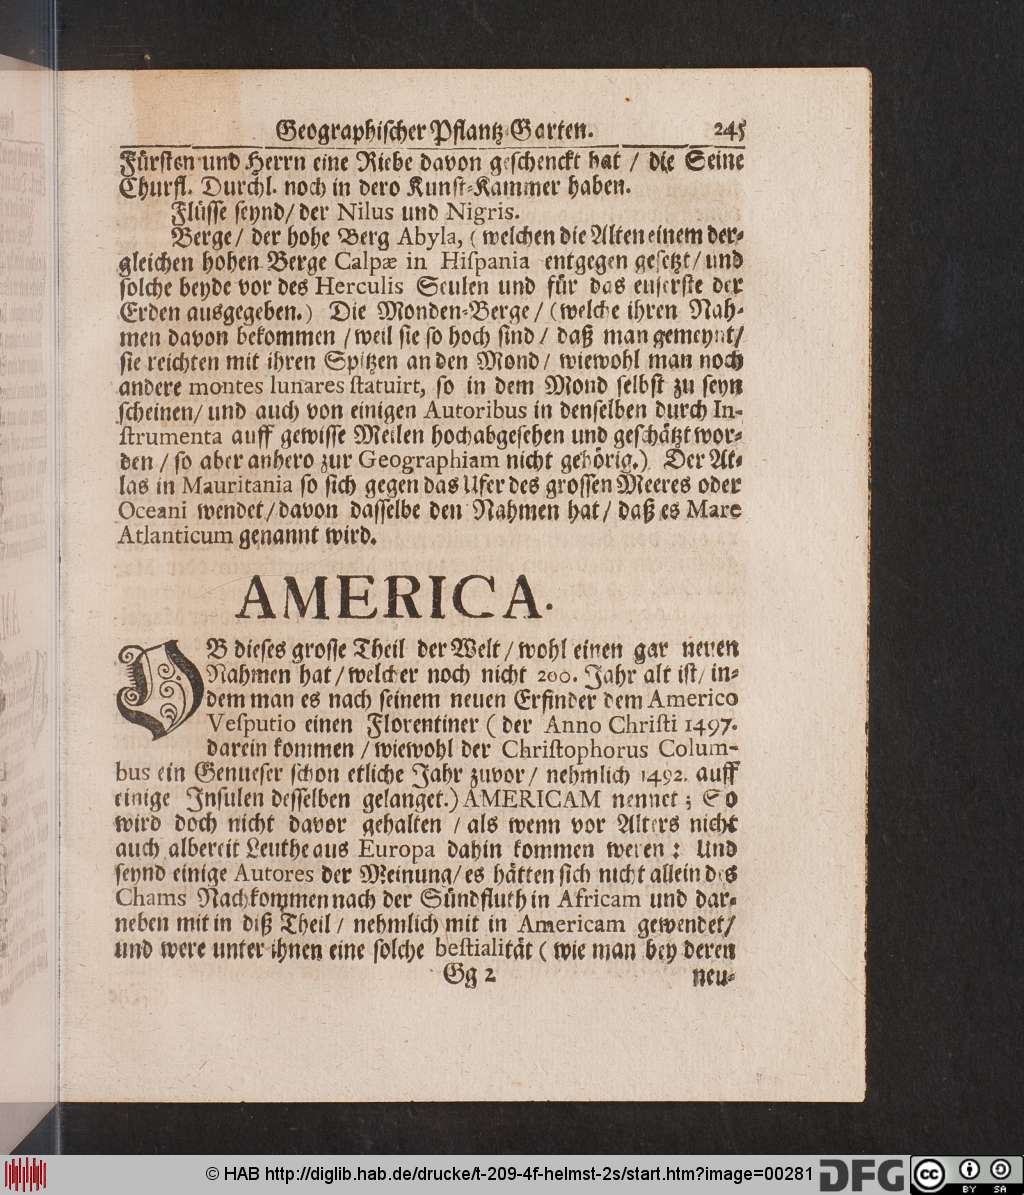 Geographischer Pflantz-Garten. 245
Fürsten und Herrn eine Riebe davon geschenckt hat / die Seine
Churfl. Durchl. noch in dero Kunst-Kammer haben.
Flüsse seynd / der Nilus und Nigris.
Berge / der hohe Berg Abyla, ( welchen die Alten einem der-
gleichen hohen Berge Calpæ in Hispania entgegen gesetzt / und
solche beyde vor des Herculis Seulen und für das euserste der
Erden ausgegeben.) Die Monden-Berge / (welche ihren Nah-
men davon bekommen / weil sie so hoch sind / daß man gemeynt /
sie reichten mit ihren Spitzen an den Mond / wiewohl man noch
andere montes lunares statuirt, so in dem Mond selbst zu seyn
scheinen / und auch von einigen Autoribus in denselben durch In-
strumenta auff gewisse Meilen hoch abgesehen und geschätzt wor-
den / so aber anhero zur Geographiam nicht gehörig.) Der At-
las in Mauritania so sich gegen das Ufer des grossen Meeres oder
Oceani wendet / davon dasselbe den Nahmen hat / daß es Mare
Atlanticum genannt wird.
AMERICA.
OB dieses grosse Theil der Welt / wohl einen gar neuen
Nahmen hat / welcher noch nicht 200. Jahr alt ist / in-
dem man es nach seinem neuen Erfinder dem Americo
Vesputio einen Florentiner ( der Anno Christi 1497.
darein kommen / wiewohl der Christophorus Colum-
bus ein Genueser schon etliche Jahr zuvor / nehmlich 1492. auff
einige Insulen desselben gelanget.) AMERICAM nennet ; So
wird doch nicht davor gehalten / als wenn vor Alters nicht
auch albereit Leuthe aus Europa dahin kommen weren : Und
seynd einige Autores der Meinung / es hätten sich nicht allein des
Chams Nachkommen nach der Sündfluth in Africam und dar-
neben mit in diß Theil / nehmlich mit in Americam gewendet /
und were unter ihnen eine solche bestialität ( wie man bey deren
Gg 2 neu-
© HAB http://diglib.hab.de/drucke/t-209-4f-helmst-2s/start.htm?image=00281 DFG cc BY SA